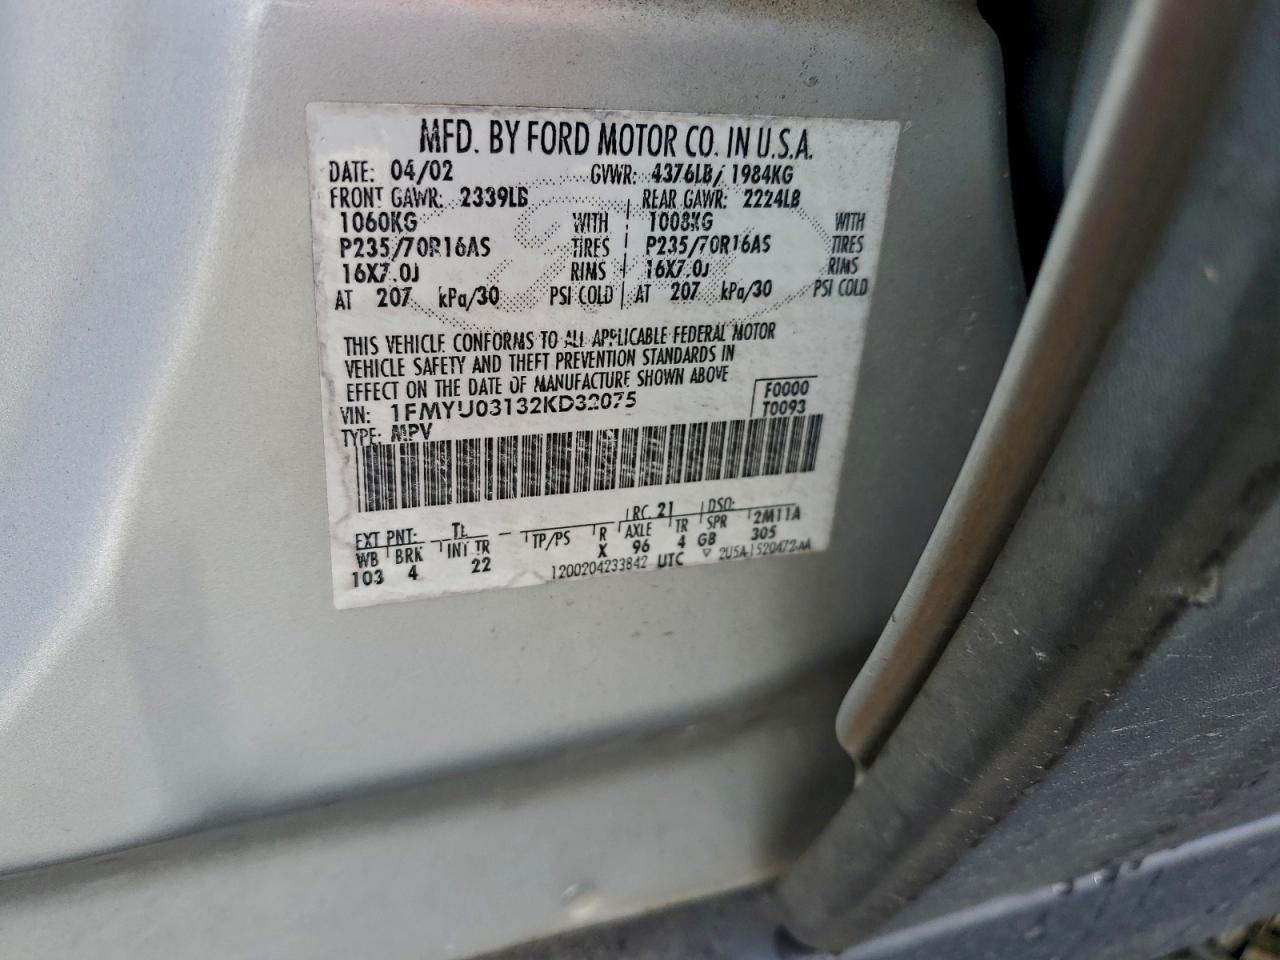 MFD. BY FORD MOTOR CO. IN U.S.A.
DATE: 04/02 GVWR: 4376LB/ 1984KG
FRONT GAWR: 2339LB REAR GAWR: 2224LB
1060KG WITH 1008KG WITH
P235/70R16AS TIRES P235/70R16AS TIRES
16X7.0J RIMS 16X7.0J RIMS
AT 207 kPa/30 PSI COLD AT 207 kPa/30 PSI COLD
THIS VEHICLE CONFORMS TO ALL APPLICABLE FEDERAL MOTOR
VEHICLE SAFETY AND THEFT PREVENTION STANDARDS IN
EFFECT ON THE DATE OF MANUFACTURE SHOWN ABOVE
VIN: 1FMYU03132KD32075 F0000
TYPE: MPV T0093
EXT PNT: TL RC 21 DSO:
WB BRK INT TR TP/PS R AXLE TR SPR 2M11A
103 4 22 X 96 4 GB 305
1200204233842 UTC 2U5A-1520472-AA